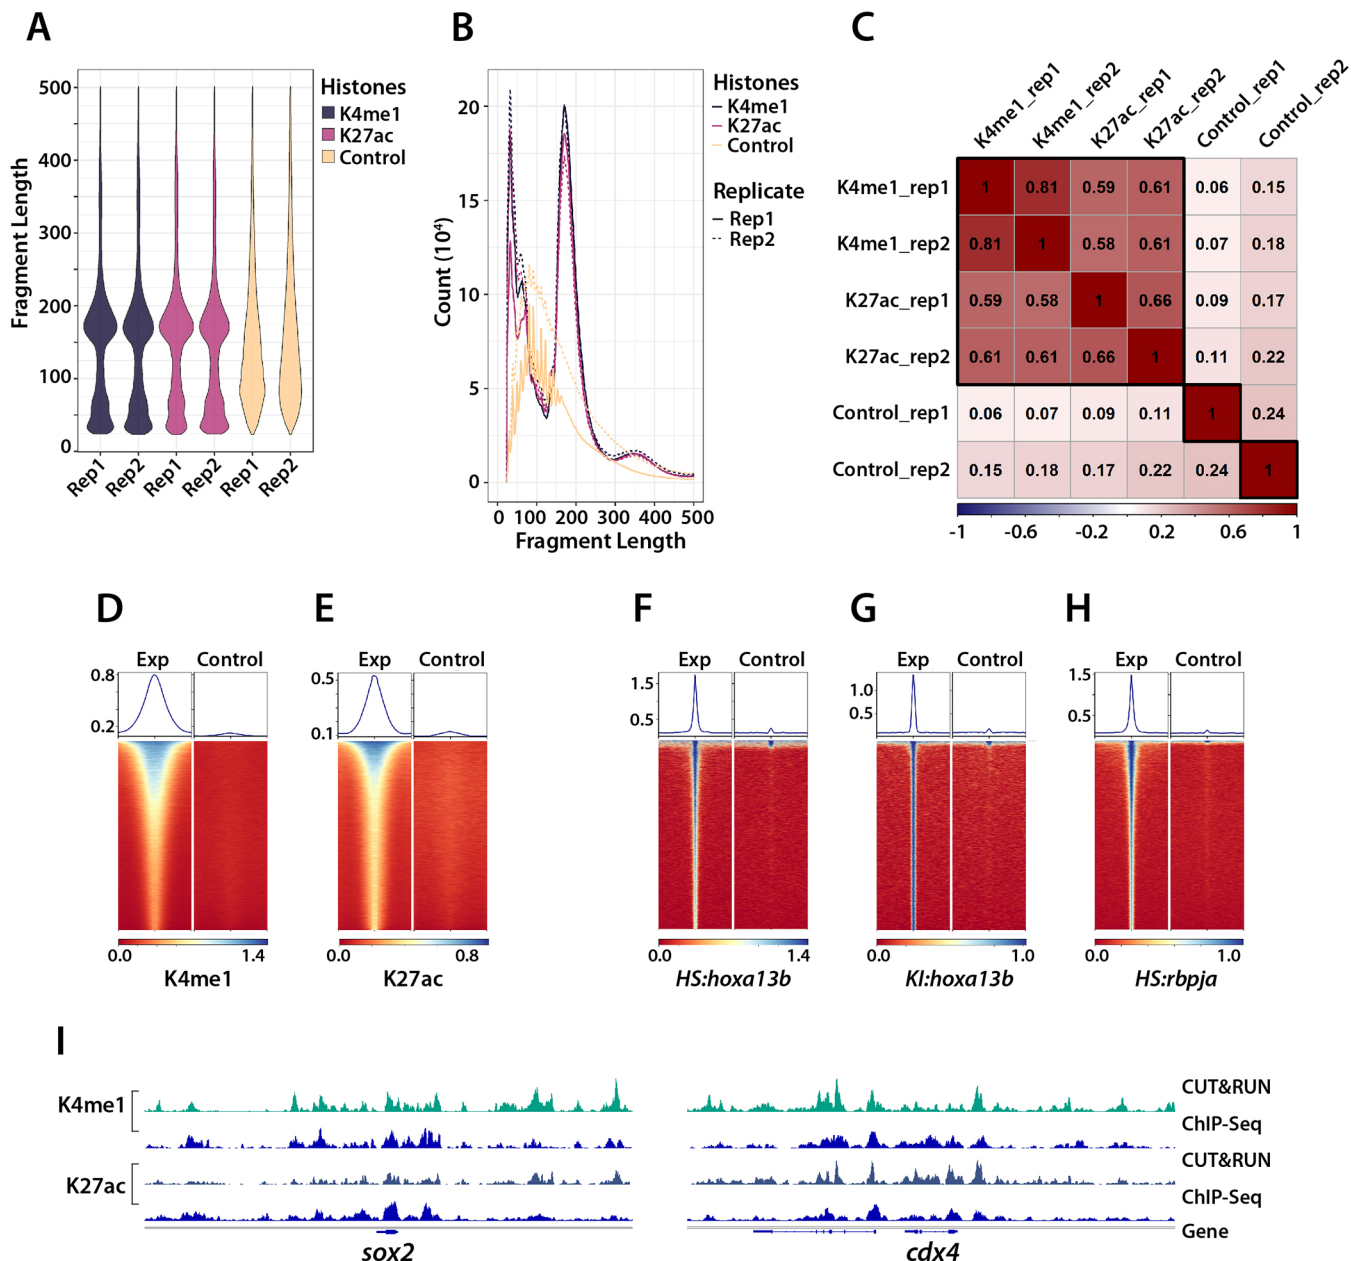 A
500
400
300
200
100
0
Fragment Length
Rep1
Rep2
Rep1
Rep2
Rep1
Rep2
Histones
K4me1
K27ac
Control
B
20
15
10
5
0
Count (10⁴)
0 100 200 300 400 500
Fragment Length
Histones
K4me1
K27ac
Control
Replicate
Rep1
Rep2
C
K4me1_rep1
K4me1_rep2
K27ac_rep1
K27ac_rep2
Control_rep1
Control_rep2
K4me1_rep1 1 0.81 0.59 0.61 0.06 0.15
K4me1_rep2 0.81 1 0.58 0.61 0.07 0.18
K27ac_rep1 0.59 0.58 1 0.66 0.09 0.17
K27ac_rep2 0.61 0.61 0.66 1 0.11 0.22
Control_rep1 0.06 0.07 0.09 0.11 1 0.24
Control_rep2 0.15 0.18 0.17 0.22 0.24 1
-1 -0.6 -0.2 0.2 0.6 1
D
Exp Control
0.8
0.2
0.0 1.4
K4me1
E
Exp Control
0.5
0.1
0.0 0.8
K27ac
F
Exp Control
1.5
0.5
0.0 1.4
HS:hoxa13b
G
Exp Control
1.0
0.5
0.0 1.0
KI:hoxa13b
H
Exp Control
1.5
0.5
0.0 1.0
HS:rbpja
I
K4me1
K27ac
CUT&RUN
ChIP-Seq
CUT&RUN
ChIP-Seq
Gene
sox2 cdx4